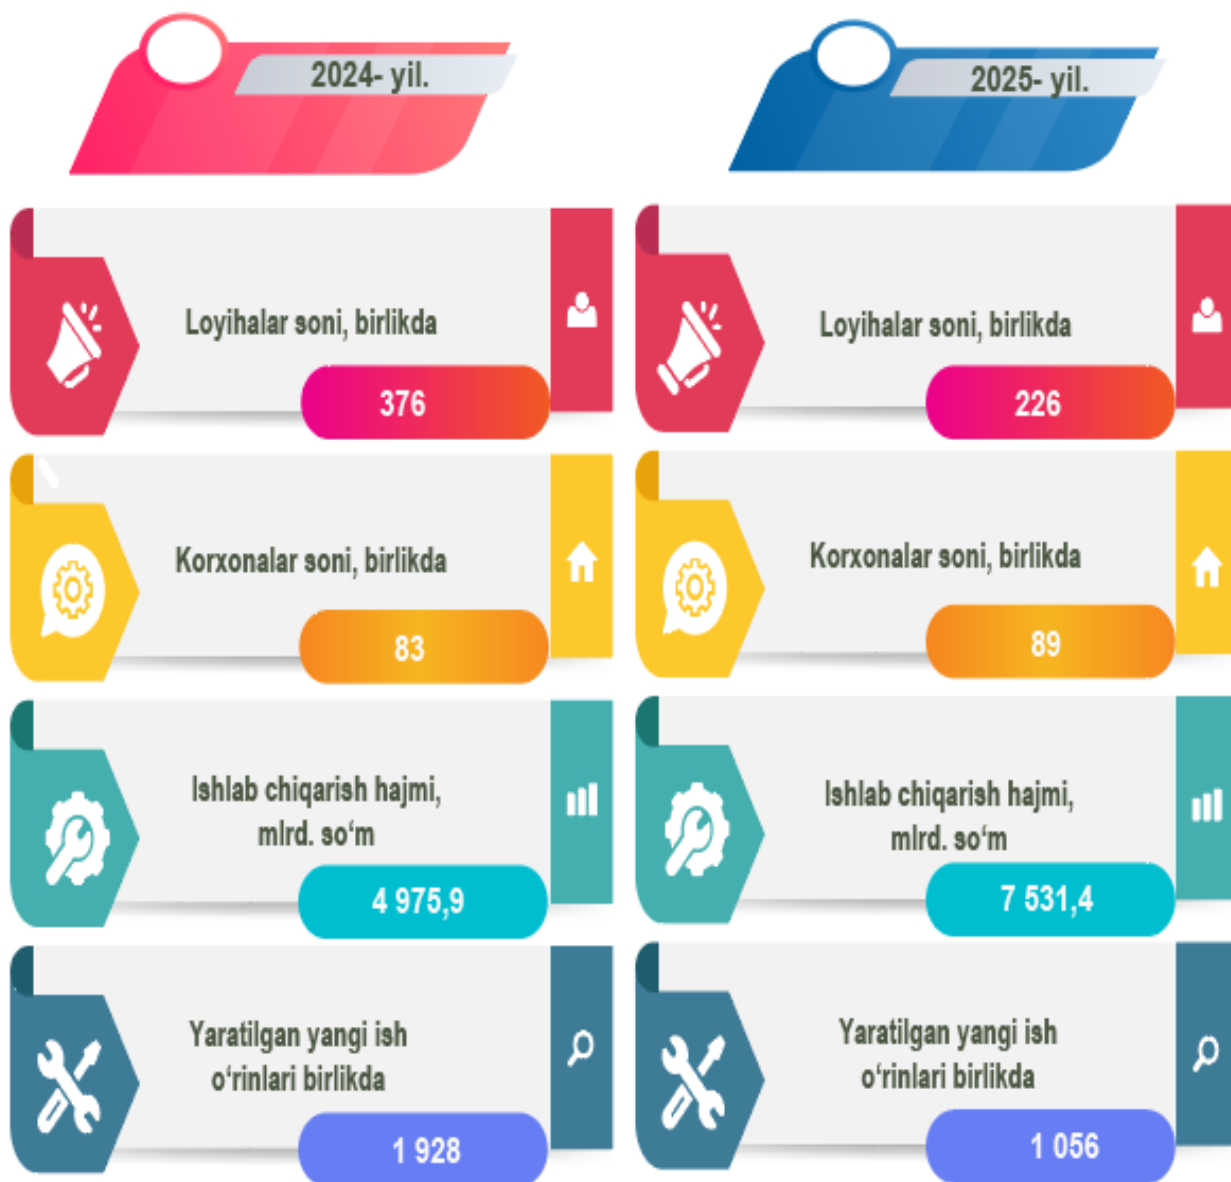 2024- yil.
Loyihalar soni, birlikda
376
Korxonalar soni, birlikda
83
Ishlab chiqarish hajmi,
mlrd. so‘m
4 975,9
Yaratilgan yangi ish
o‘rinlari birlikda
1 928
2025- yil.
Loyihalar soni, birlikda
226
Korxonalar soni, birlikda
89
Ishlab chiqarish hajmi,
mlrd. so‘m
7 531,4
Yaratilgan yangi ish
o‘rinlari birlikda
1 056